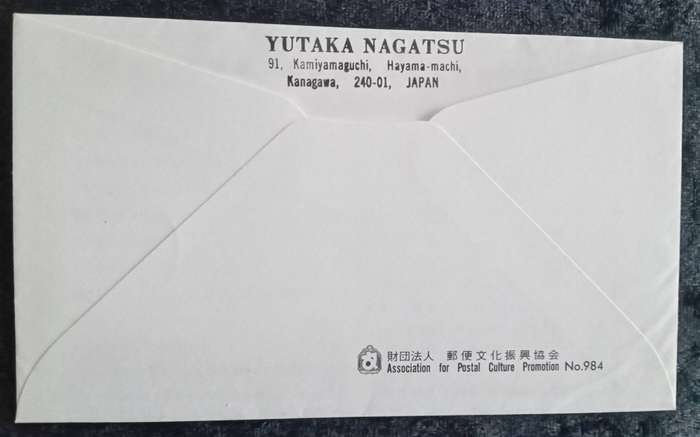 YUTAKA NAGATSU
91, Kamiyamaguchi, Hayama-machi,
Kanagawa, 240-01, JAPAN
財団法人 郵便文化振興協会
Association for Postal Culture Promotion No.984